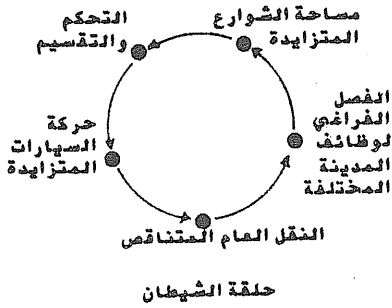 مساحة الشوارع
المتزايدة
التحكم
والتقسيم
الفصل
الفراغي
لوظائف
المدينة
المختلفة
حركة
السيارات
المتزايدة
النقل العام المتناقص
حلقة الشيطان